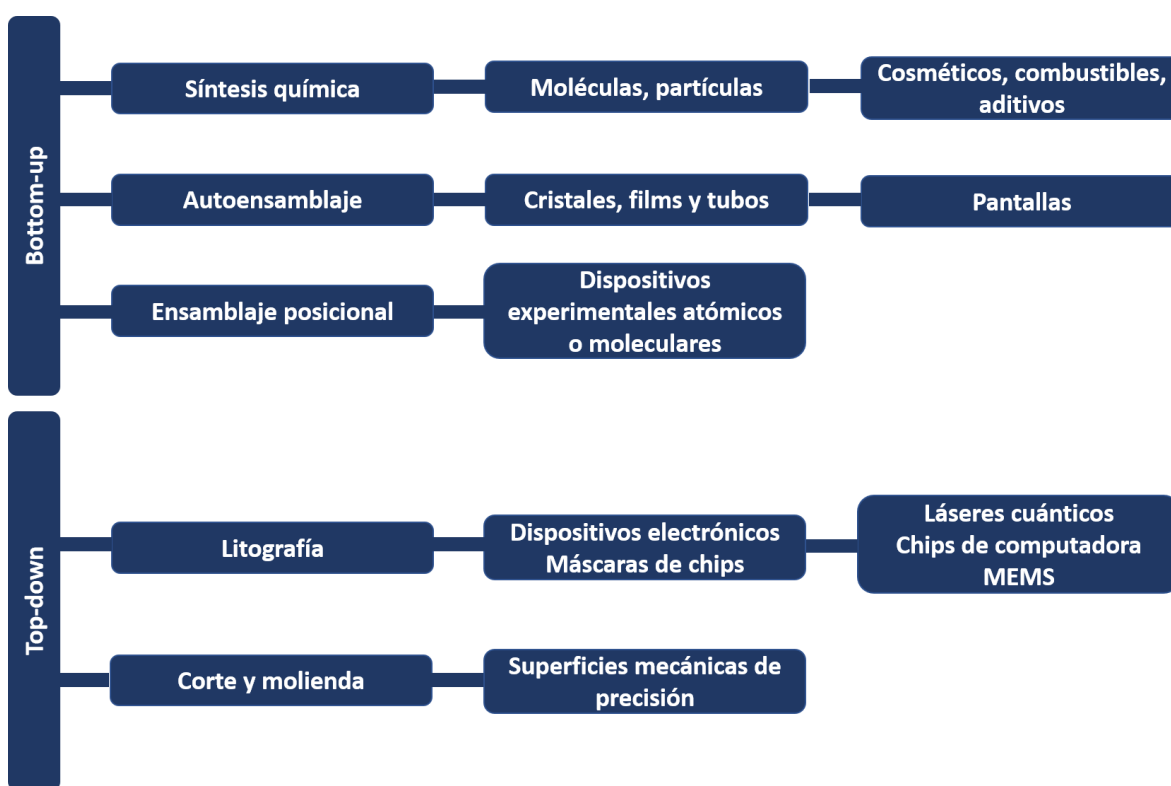 Bottom-up
Síntesis química
Moléculas, partículas
Cosméticos, combustibles,
aditivos
Autoensamblaje
Cristales, films y tubos
Pantallas
Ensamblaje posicional
Dispositivos
experimentales atómicos
o moleculares
Top-down
Litografía
Dispositivos electrónicos
Máscaras de chips
Láseres cuánticos
Chips de computadora
MEMS
Corte y molienda
Superficies mecánicas de
precisión